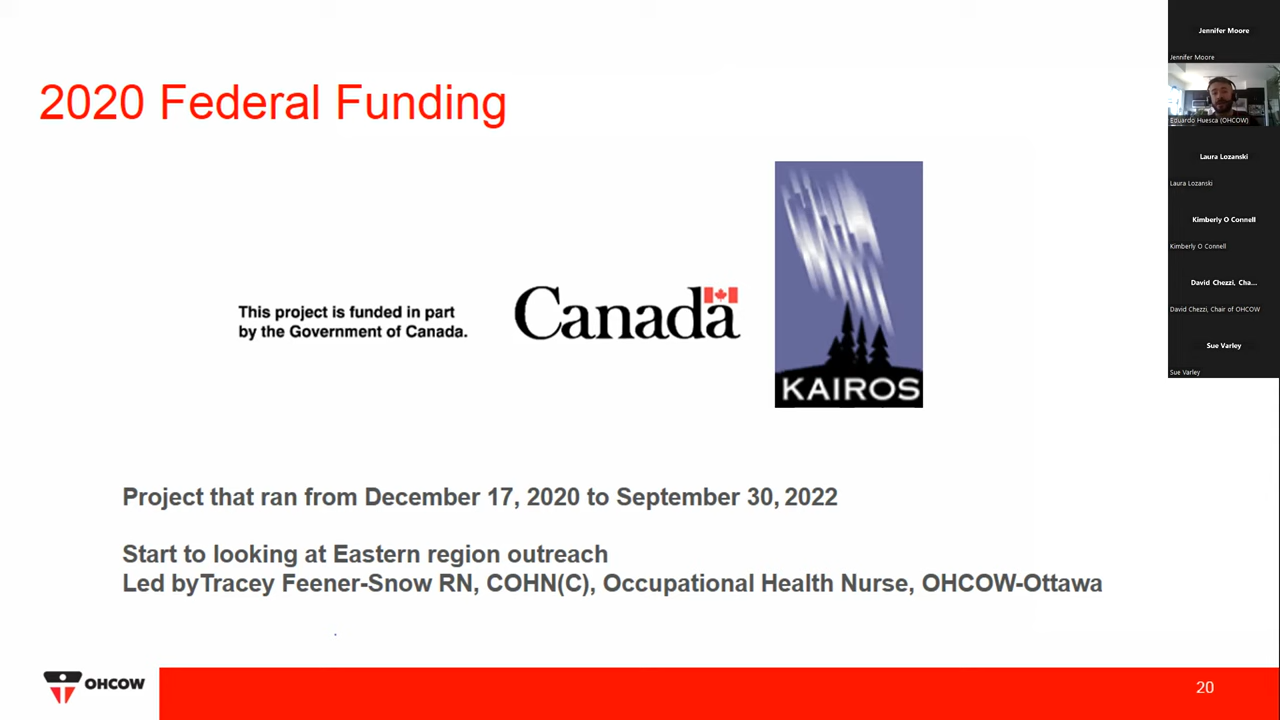 2020 Federal Funding
This project is funded in part
by the Government of Canada.
Canada
KAIROS
Project that ran from December 17, 2020 to September 30, 2022
Start to looking at Eastern region outreach
Led byTracey Feener-Snow RN, COHN(C), Occupational Health Nurse, OHCOW-Ottawa
OHCOW
20
Jennifer Moore
Jennifer Moore
Eduardo Huesca (OHCOW)
Laura Lozanski
Laura Lozanski
Kimberly O Connell
Kimberly O Connell
David Chezzi, Cha...
David Chezzi, Chair of OHCOW
Sue Varley
Sue Varley